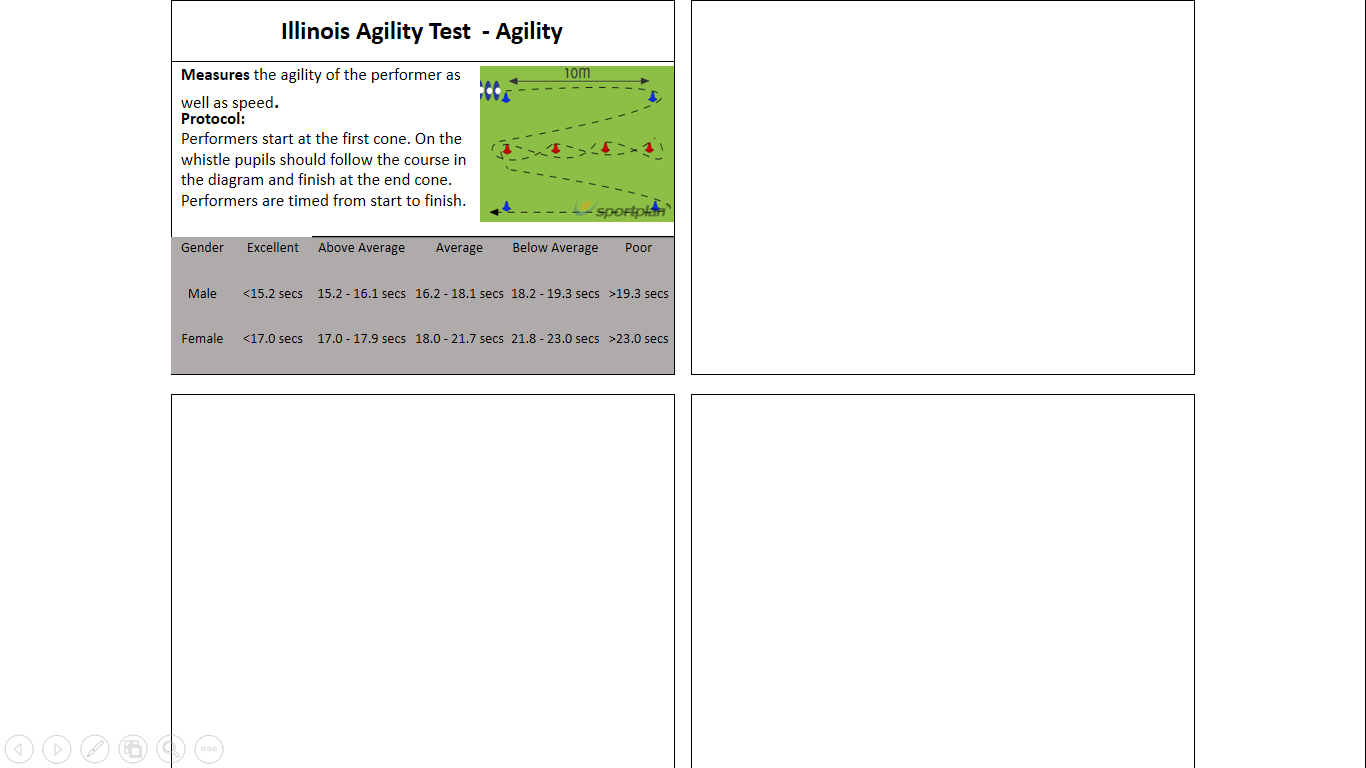 Illinois Agility Test - Agility
Measures the agility of the performer as
well as speed.
Protocol:
Performers start at the first cone. On the
whistle pupils should follow the course in
the diagram and finish at the end cone.
Performers are timed from start to finish.
10m
sportplan
Gender Excellent Above Average Average Below Average Poor
Male <15.2 secs 15.2 - 16.1 secs 16.2 - 18.1 secs 18.2 - 19.3 secs >19.3 secs
Female <17.0 secs 17.0 - 17.9 secs 18.0 - 21.7 secs 21.8 - 23.0 secs >23.0 secs